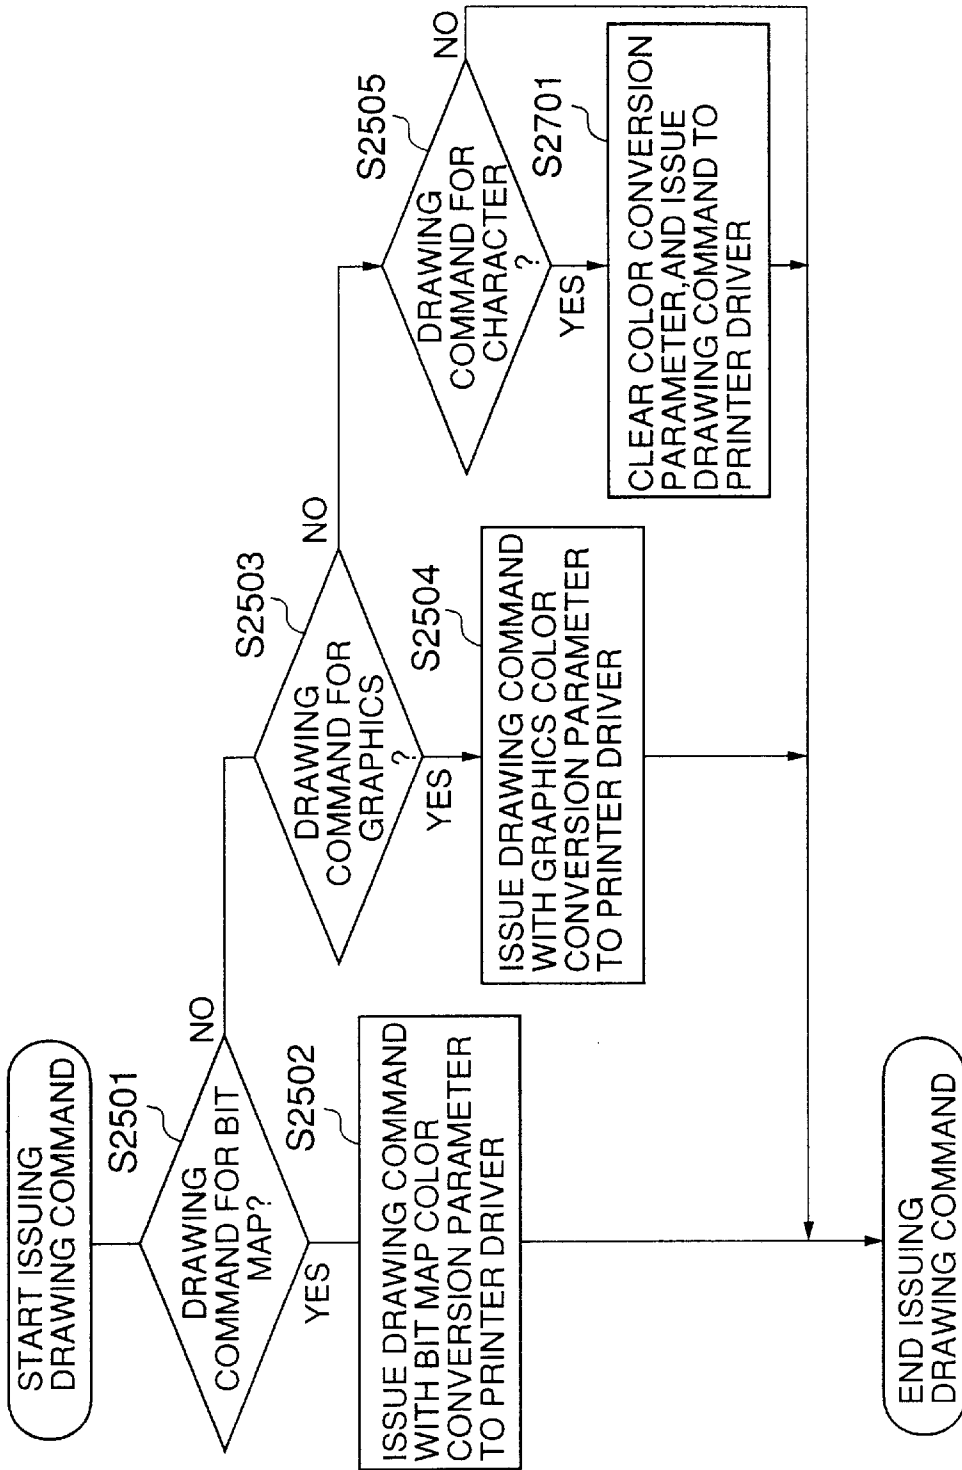 START ISSUING
DRAWING COMMAND
S2501
DRAWING
COMMAND FOR BIT
MAP?
NO
YES
S2502
ISSUE DRAWING COMMAND
WITH BIT MAP COLOR
CONVERSION PARAMETER
TO PRINTER DRIVER
S2503
DRAWING
COMMAND FOR
GRAPHICS
?
NO
YES
S2504
ISSUE DRAWING COMMAND
WITH GRAPHICS COLOR
CONVERSION PARAMETER
TO PRINTER DRIVER
S2505
DRAWING
COMMAND FOR
CHARACTER
?
NO
YES
S2701
CLEAR COLOR CONVERSION
PARAMETER,AND ISSUE
DRAWING COMMAND TO
PRINTER DRIVER
END ISSUING
DRAWING COMMAND